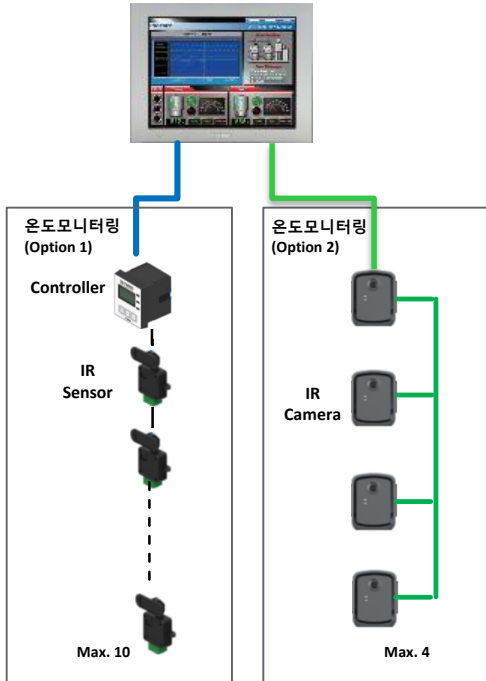 온도모니터링
(Option 1)
Controller
IR
Sensor
Max. 10
온도모니터링
(Option 2)
IR
Camera
Max. 4